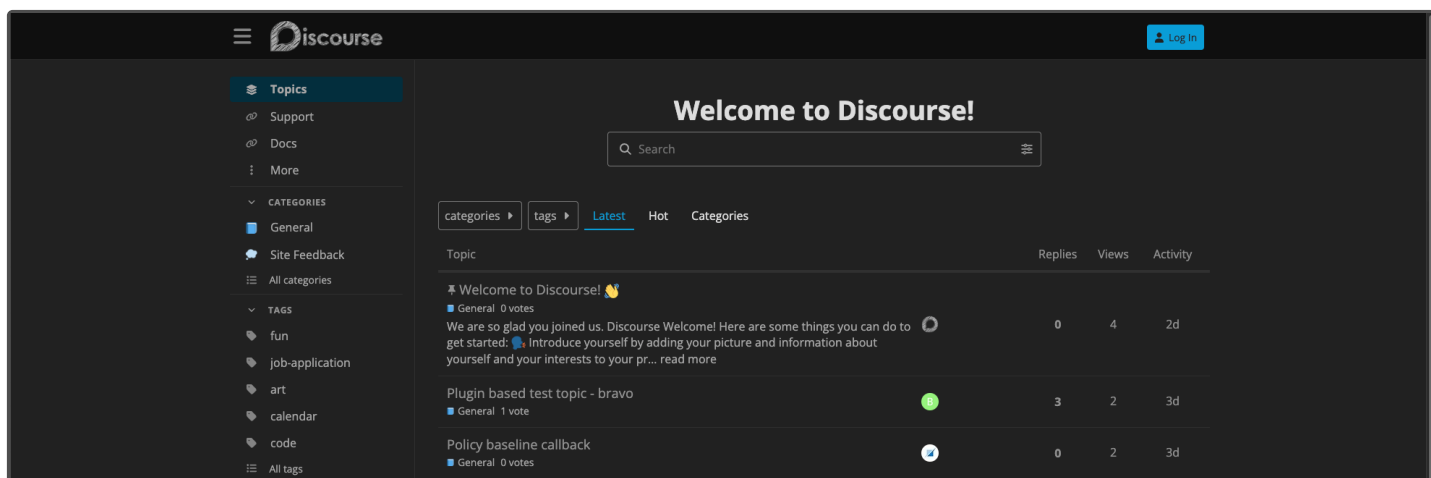 Discourse
Log In
Topics
Support
Docs
More
CATEGORIES
General
Site Feedback
All categories
TAGS
fun
job-application
art
calendar
code
All tags
Welcome to Discourse!
Search
categories tags Latest Hot Categories
Topic Replies Views Activity
Welcome to Discourse! 👋
General 0 votes
We are so glad you joined us. Discourse Welcome! Here are some things you can do to
get started: 🗣 Introduce yourself by adding your picture and information about
yourself and your interests to your pr... read more
0 4 2d
Plugin based test topic - bravo
General 1 vote
B
3 2 3d
Policy baseline callback
General 0 votes
0 2 3d